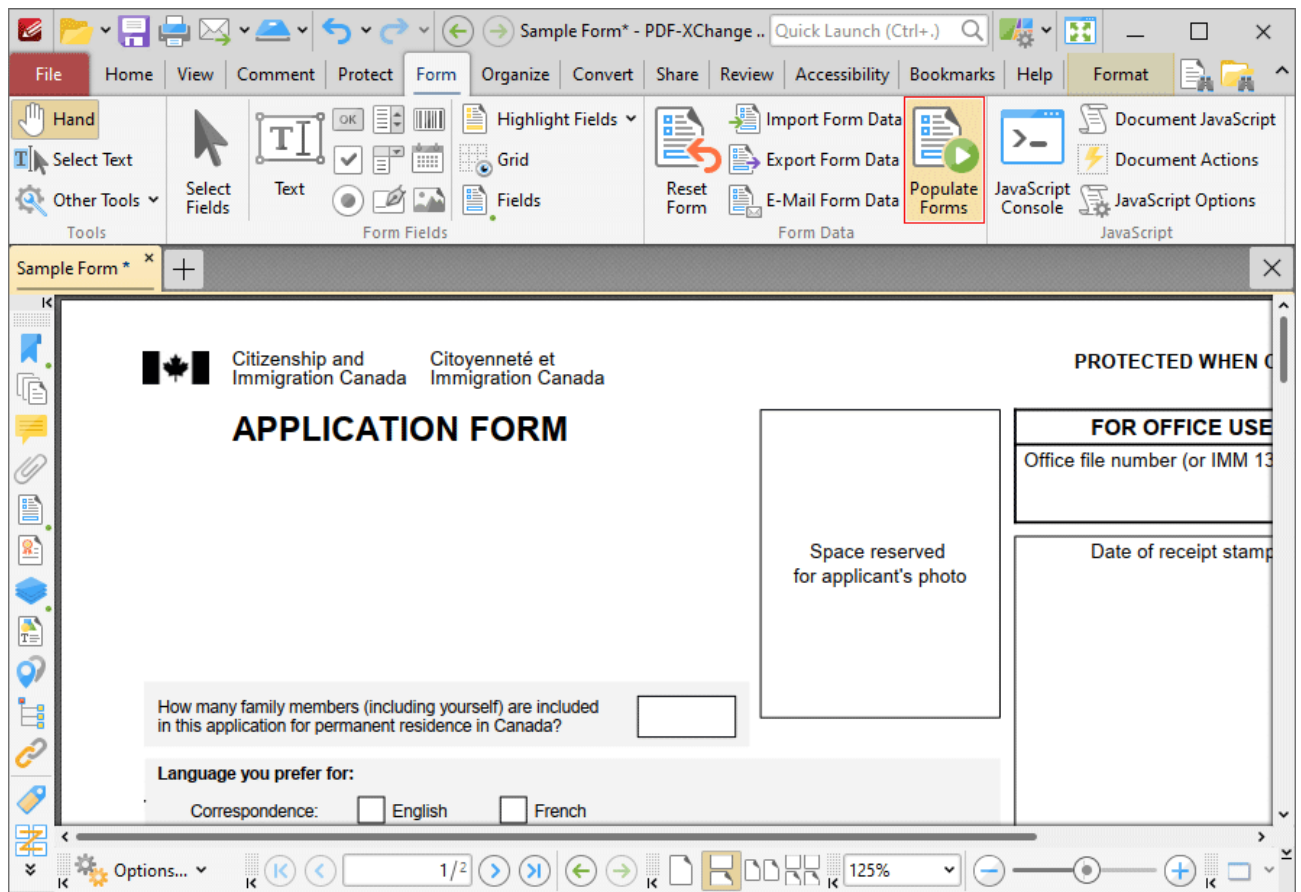 Sample Form* - PDF-XChange ..
Quick Launch (Ctrl+.)
File Home View Comment Protect Form Organize Convert Share Review Accessibility Bookmarks Help Format
Hand
Select Text
Other Tools
Tools
Select
Fields
Text
OK
Highlight Fields
Grid
Fields
Form Fields
Reset
Form
Import Form Data
Export Form Data
E-Mail Form Data
Populate
Forms
Form Data
JavaScript
Console
Document JavaScript
Document Actions
JavaScript Options
JavaScript
Sample Form *
Citizenship and
Immigration Canada
Citoyenneté et
Immigration Canada
PROTECTED WHEN
APPLICATION FORM
FOR OFFICE USE
Office file number (or IMM 13
Space reserved
for applicant's photo
Date of receipt stamp
How many family members (including yourself) are included
in this application for permanent residence in Canada?
Language you prefer for:
Correspondence: English French
Options...
1/2
125%